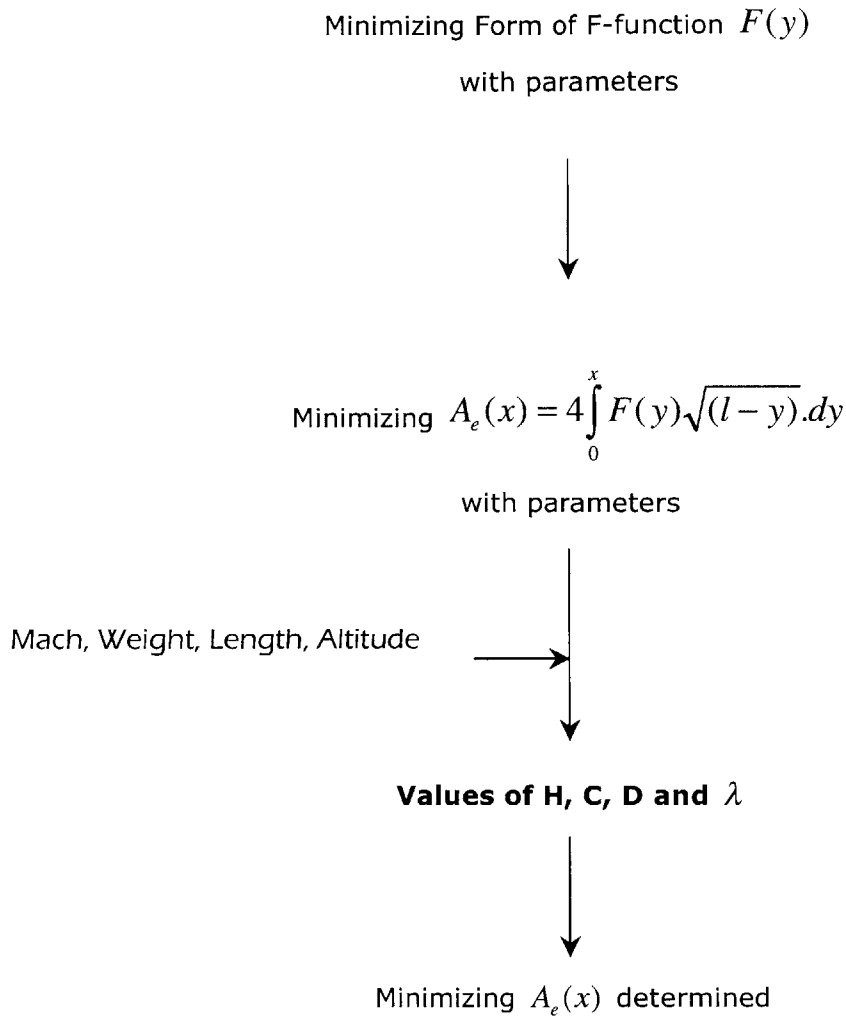 Minimizing Form of F-function F(y)
with parameters
Minimizing A_e(x) = 4∫_0^x F(y)√(l − y).dy
with parameters
Mach, Weight, Length, Altitude
Values of H, C, D and λ
Minimizing A_e(x) determined